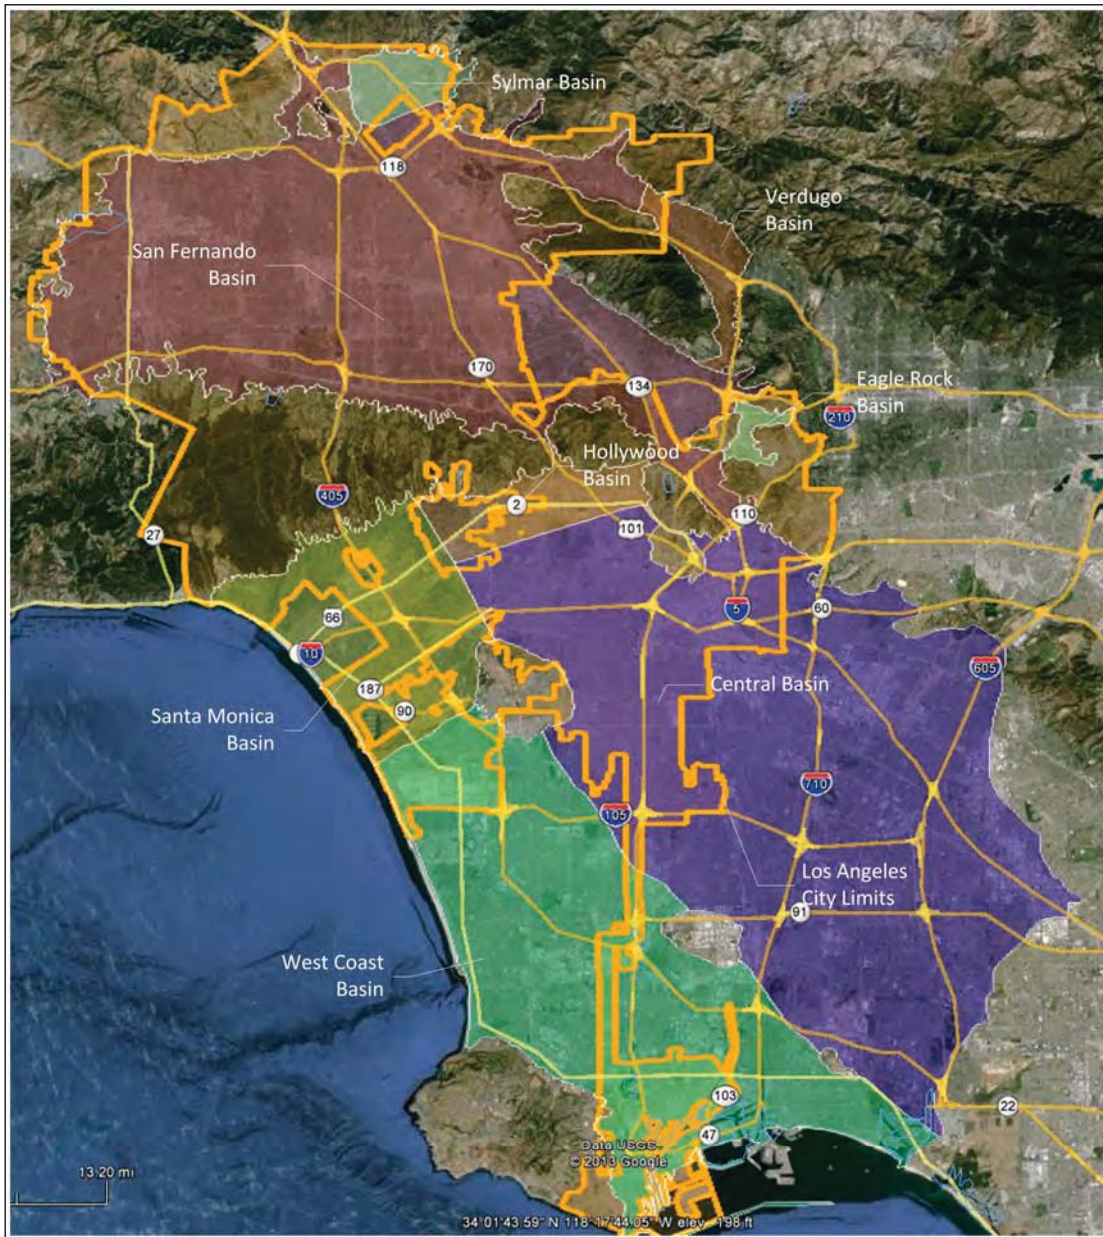 Sylmar Basin
118
Verdugo
Basin
San Fernando
Basin
170
134
Eagle Rock
Basin
210
Hollywood
Basin
405
2
27
101
110
66
5
60
10
605
187
Central Basin
Santa Monica
Basin
90
710
105
Los Angeles
City Limits
91
West Coast
Basin
103
22
47
Data USGS
© 2013 Google
13.20 mi
34°01'43.59" N 118°17'44.05" W elev 198 ft